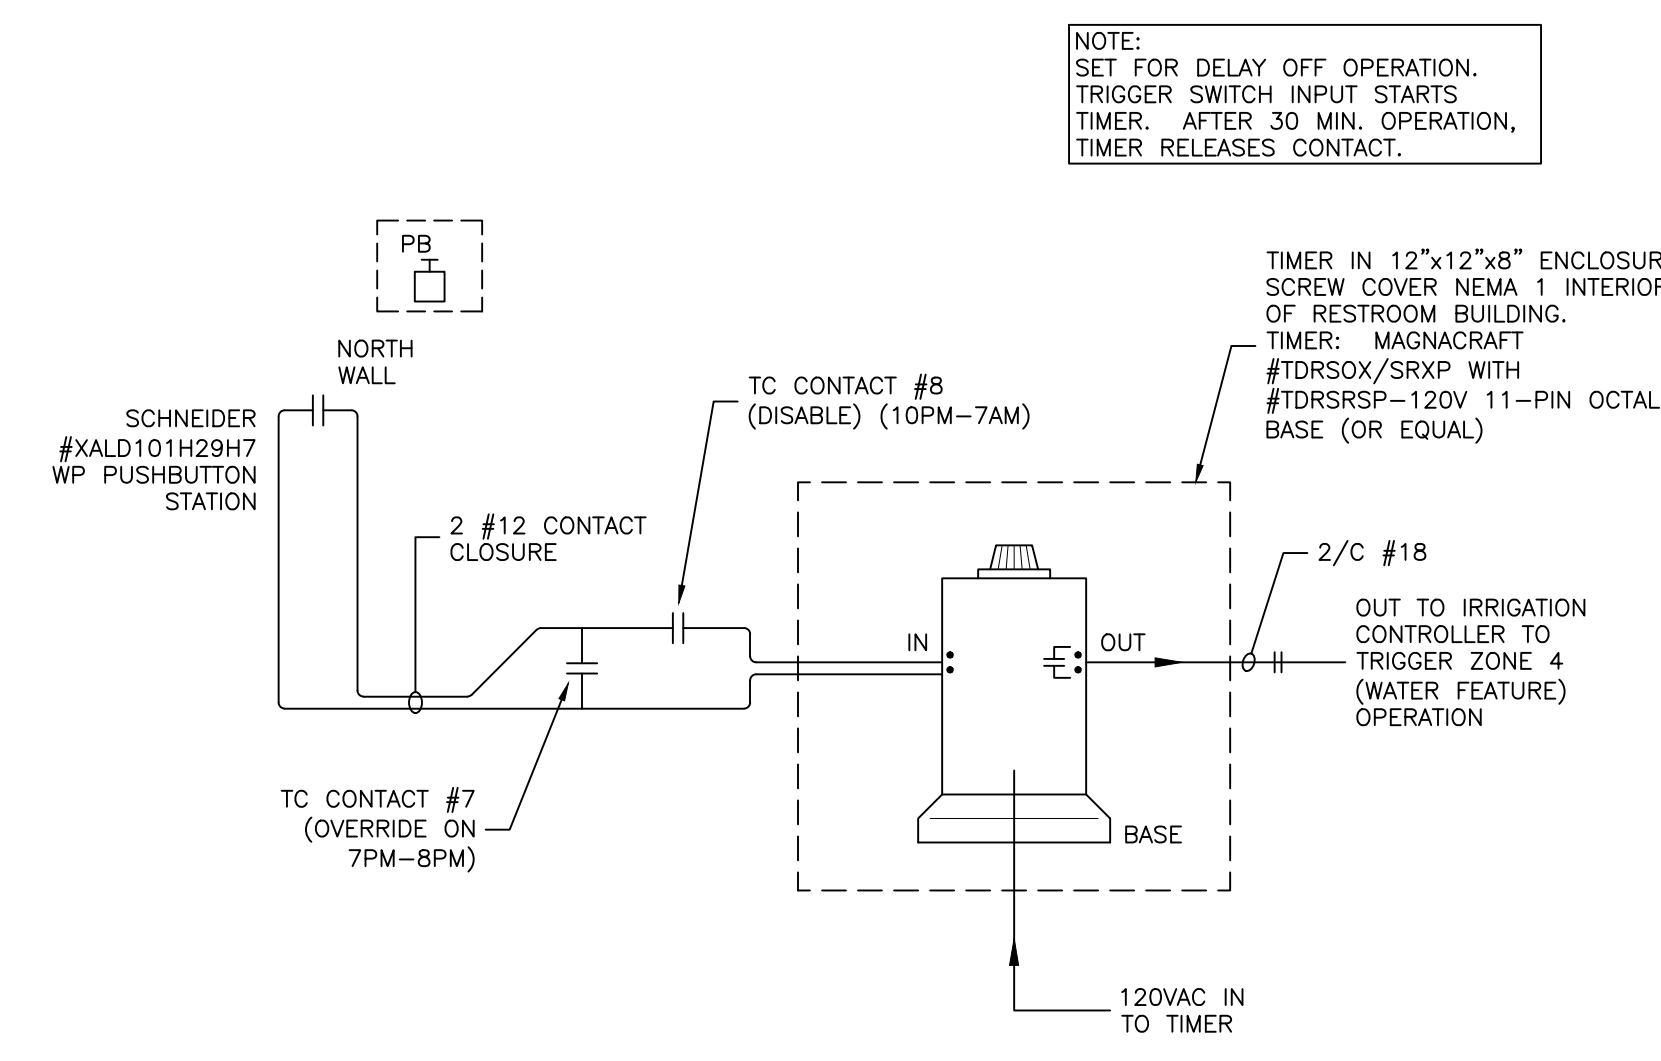 NOTE:
SET FOR DELAY OFF OPERATION.
TRIGGER SWITCH INPUT STARTS
TIMER. AFTER 30 MIN. OPERATION,
TIMER RELEASES CONTACT.
PB
NORTH
WALL
SCHNEIDER
#XALD101H29H7
WP PUSHBUTTON
STATION
2 #12 CONTACT
CLOSURE
TC CONTACT #8
(DISABLE) (10PM-7AM)
TIMER IN 12"x12"x8" ENCLOSUR
SCREW COVER NEMA 1 INTERIOR
OF RESTROOM BUILDING.
TIMER: MAGNACRAFT
#TDRSOX/SRXP WITH
#TDRSRSP-120V 11-PIN OCTAL
BASE (OR EQUAL)
IN
OUT
2/C #18
OUT TO IRRIGATION
CONTROLLER TO
TRIGGER ZONE 4
(WATER FEATURE)
OPERATION
TC CONTACT #7
(OVERRIDE ON
7PM-8PM)
BASE
120VAC IN
TO TIMER